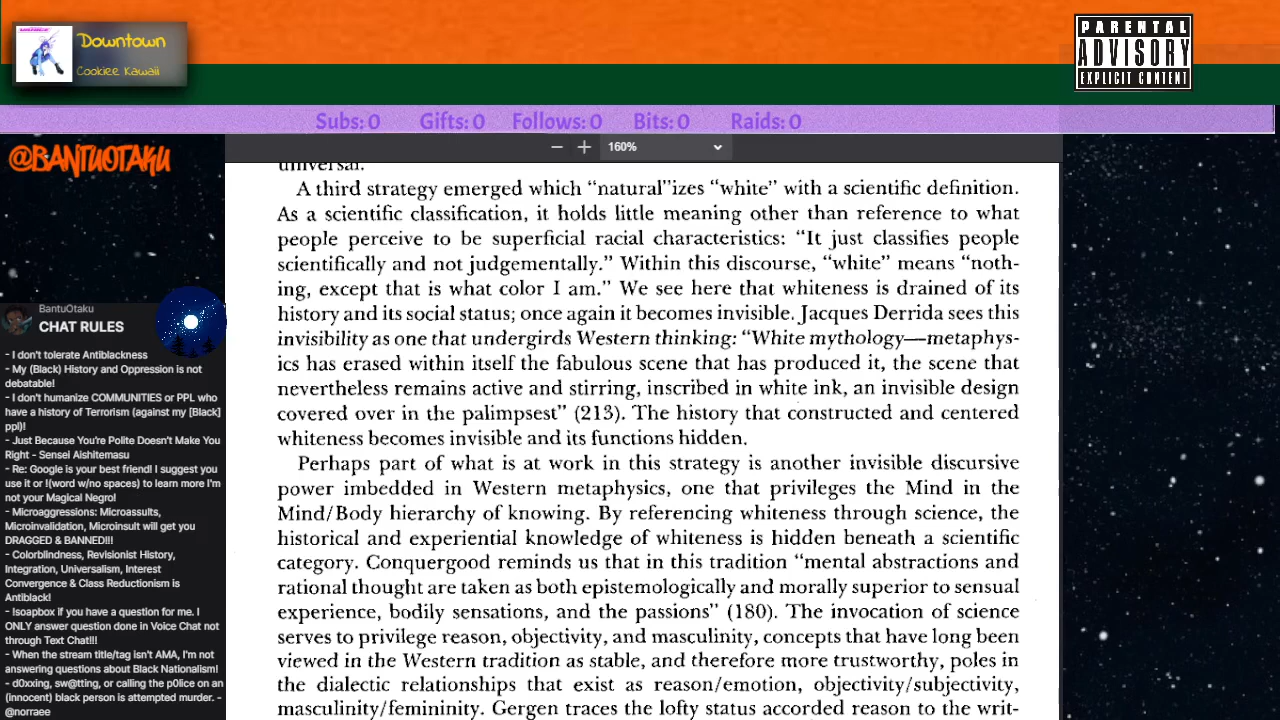 Downtown
Cookiee Kawaii
PARENTAL
ADVISORY
EXPLICIT CONTENT
Subs: 0 Gifts: 0 Follows: 0 Bits: 0 Raids: 0
@BANTUOTAKU
160%
universal.
A third strategy emerged which “natural”izes “white” with a scientific definition.
As a scientific classification, it holds little meaning other than reference to what
people perceive to be superficial racial characteristics: “It just classifies people
scientifically and not judgementally.” Within this discourse, “white” means “noth-
ing, except that is what color I am.” We see here that whiteness is drained of its
history and its social status; once again it becomes invisible. Jacques Derrida sees this
invisibility as one that undergirds Western thinking: “White mythology—metaphys-
ics has erased within itself the fabulous scene that has produced it, the scene that
nevertheless remains active and stirring, inscribed in white ink, an invisible design
covered over in the palimpsest” (213). The history that constructed and centered
whiteness becomes invisible and its functions hidden.
Perhaps part of what is at work in this strategy is another invisible discursive
power imbedded in Western metaphysics, one that privileges the Mind in the
Mind/Body hierarchy of knowing. By referencing whiteness through science, the
historical and experiential knowledge of whiteness is hidden beneath a scientific
category. Conquergood reminds us that in this tradition “mental abstractions and
rational thought are taken as both epistemologically and morally superior to sensual
experience, bodily sensations, and the passions” (180). The invocation of science
serves to privilege reason, objectivity, and masculinity, concepts that have long been
viewed in the Western tradition as stable, and therefore more trustworthy, poles in
the dialectic relationships that exist as reason/emotion, objectivity/subjectivity,
masculinity/femininity. Gergen traces the lofty status accorded reason to the writ-
BantuOtaku
CHAT RULES
- I don't tolerate Antiblackness
- My (Black) History and Oppression is not
debatable!
- I don't humanize COMMUNITIES or PPL who
have a history of Terrorism (against my [Black]
ppl)!
- Just Because You're Polite Doesn't Make You
Right - Sensei Aishitemasu
- Re: Google is your best friend! I suggest you
use it or !(word w/no spaces) to learn more I'm
not your Magical Negro!
- Microaggressions: Microassults,
Microinvalidation, Microinsult will get you
DRAGGED & BANNED!!!
- Colorblindness, Revisionist History,
Integration, Universalism, Interest
Convergence & Class Reductionism is
Antiblack!
- !soapbox if you have a question for me. I
ONLY answer question done in Voice Chat not
through Text Chat!!!
- When the stream title/tag isn't AMA, I'm not
answering questions about Black Nationalism!
- d0xxing, sw@tting, or calling the p0lice on an
(innocent) black person is attempted murder. -
@norraee